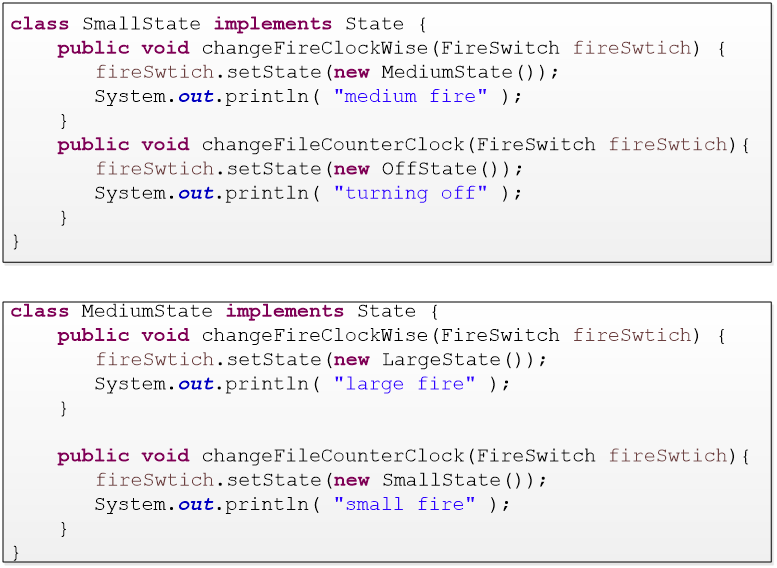 class SmallState implements State {
public void changeFireClockWise(FireSwitch fireSwtich) {
fireSwtich.setState(new MediumState());
System.out.println( "medium fire" );
}
public void changeFileCounterClock(FireSwitch fireSwtich){
fireSwtich.setState(new OffState());
System.out.println( "turning off" );
}
}
class MediumState implements State {
public void changeFireClockWise(FireSwitch fireSwtich) {
fireSwtich.setState(new LargeState());
System.out.println( "large fire" );
}
public void changeFileCounterClock(FireSwitch fireSwtich){
fireSwtich.setState(new SmallState());
System.out.println( "small fire" );
}
}